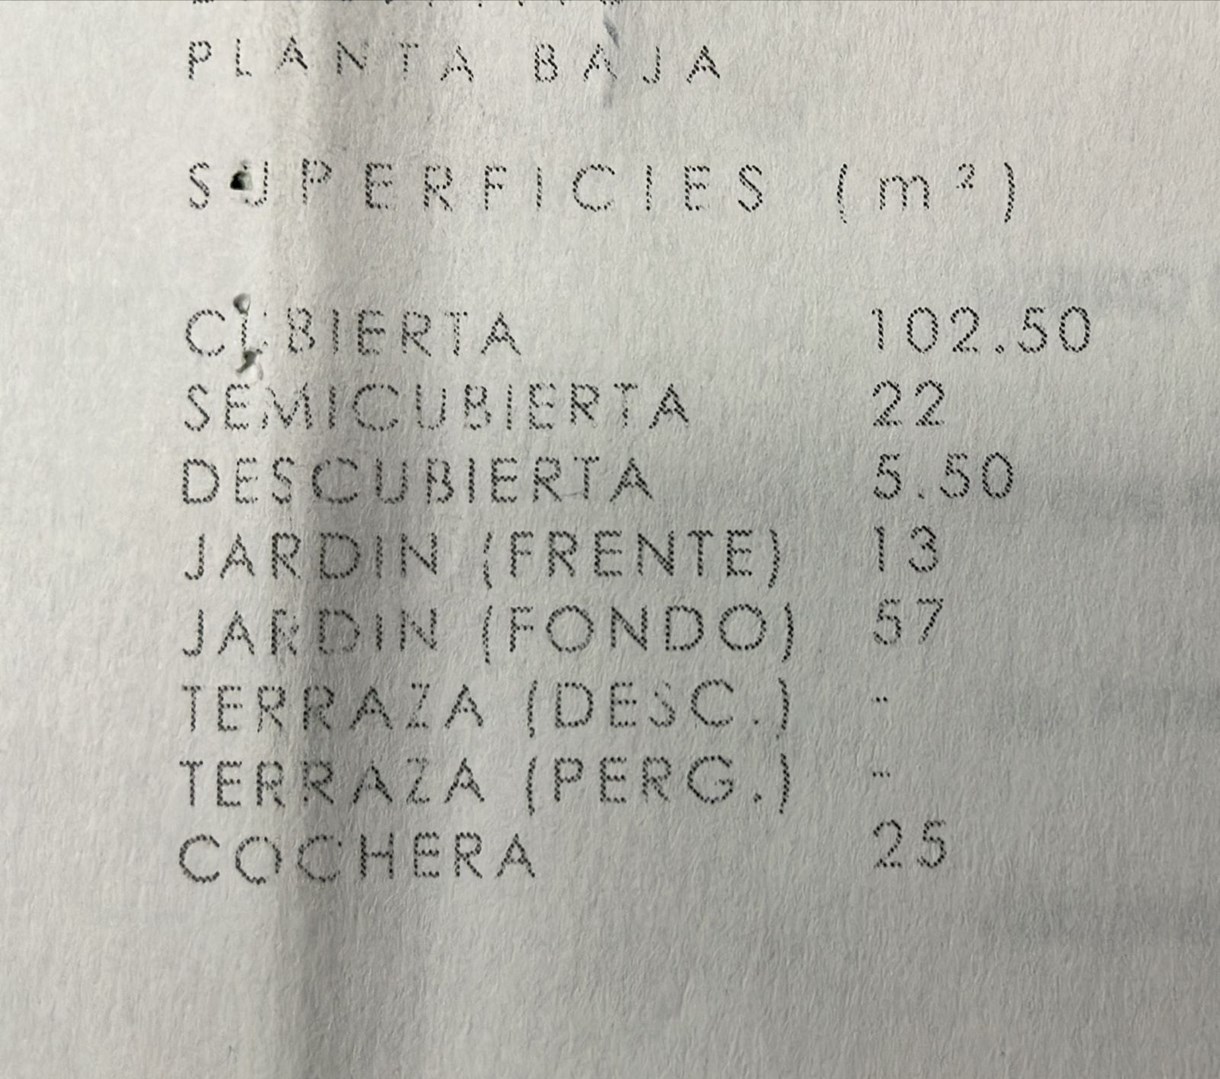 PLANTA BAJA
SUPERFICIES (m²)
CUBIERTA 102.50
SEMICUBIERTA 22
DESCUBIERTA 5.50
JARDIN (FRENTE) 13
JARDIN (FONDO) 57
TERRAZA (DESC.) -
TERRAZA (PERG.) -
COCHERA 25